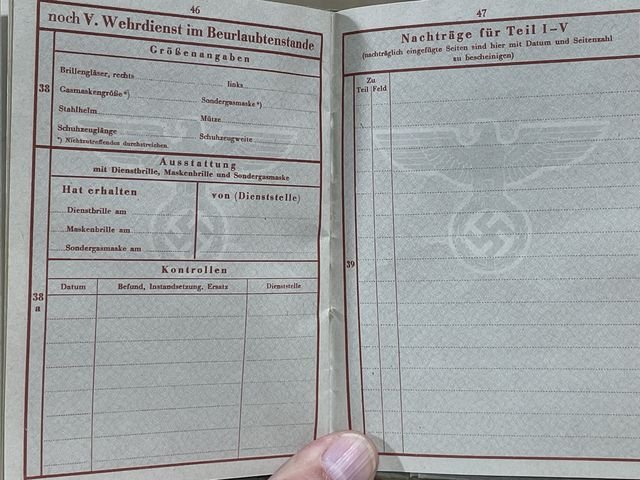 46
noch V. Wehrdienst im Beurlaubtenstande
38
Größenangaben
Brillengläser, rechts
links
Gasmaskengröße *)
Sondergasmaske *)
Stahlhelm
Mütze
Schuhzeuglänge
Schuhzeugweite
*) Nichtzutreffendes durchstreichen
Ausstattung
mit Dienstbrille, Maskenbrille und Sondergasmaske
Hat erhalten
von (Dienststelle)
Dienstbrille am
Maskenbrille am
Sondergasmaske am
38
a
Kontrollen
Datum
Befund, Instandsetzung, Ersatz
Dienststelle
47
Nachträge für Teil I–V
(nachträglich eingefügte Seiten sind hier mit Datum und Seitenzahl
zu bescheinigen)
Zu
Teil Feld
39